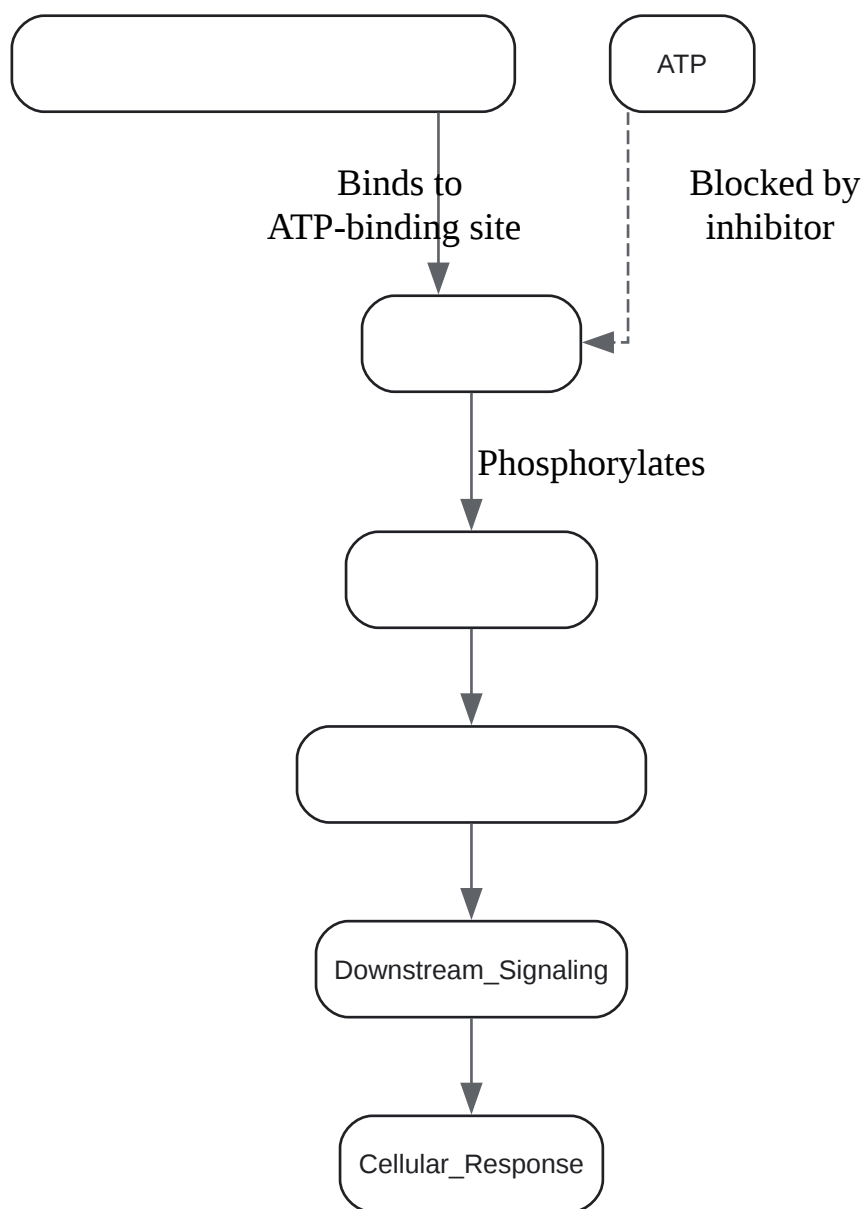 ATP
Binds to
ATP-binding site
Blocked by
inhibitor
Phosphorylates
Downstream_Signaling
Cellular_Response